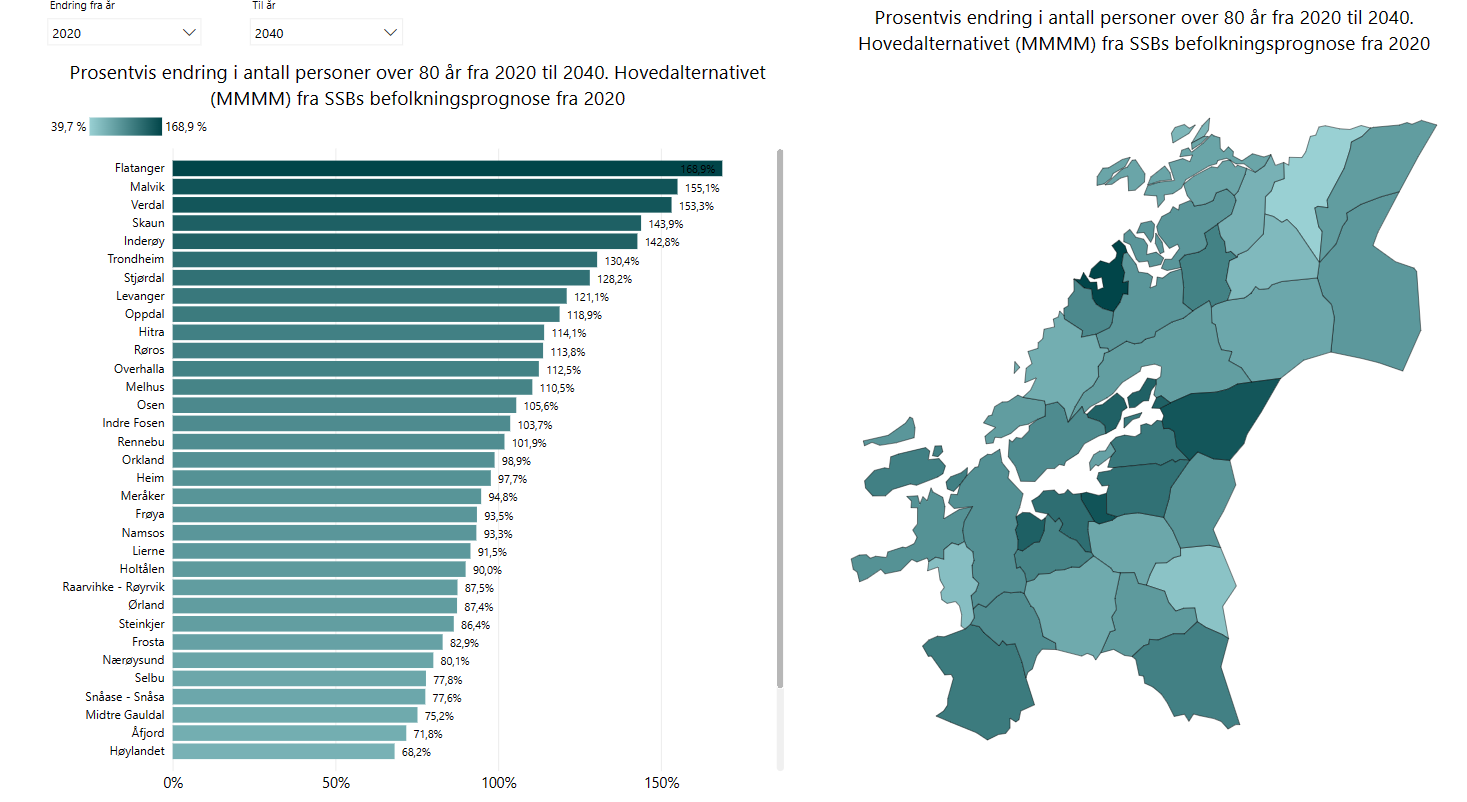 Endring fra år
Til år
2020
2040
Prosentvis endring i antall personer over 80 år fra 2020 til 2040. Hovedalternativet
(MMMM) fra SSBs befolkningsprognose fra 2020
39,7 %
168,9 %
Flatanger 168,9%
Malvik 155,1%
Verdal 153,3%
Skaun 143,9%
Inderøy 142,8%
Trondheim 130,4%
Stjørdal 128,2%
Levanger 121,1%
Oppdal 118,9%
Hitra 114,1%
Røros 113,8%
Overhalla 112,5%
Melhus 110,5%
Osen 105,6%
Indre Fosen 103,7%
Rennebu 101,9%
Orkland 98,9%
Heim 97,7%
Meråker 94,8%
Frøya 93,5%
Namsos 93,3%
Lierne 91,5%
Holtålen 90,0%
Raarvihke - Røyrvik 87,5%
Ørland 87,4%
Steinkjer 86,4%
Frosta 82,9%
Nærøysund 80,1%
Selbu 77,8%
Snåase - Snåsa 77,6%
Midtre Gauldal 75,2%
Åfjord 71,8%
Høylandet 68,2%
0% 50% 100% 150%
Prosentvis endring i antall personer over 80 år fra 2020 til 2040.
Hovedalternativet (MMMM) fra SSBs befolkningsprognose fra 2020